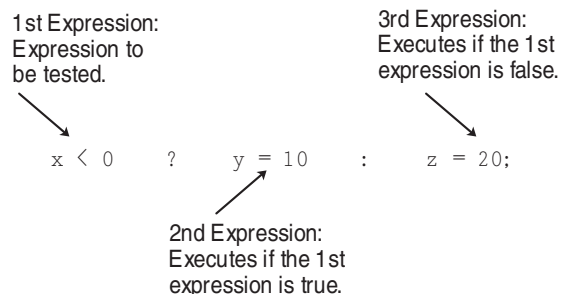 1st Expression:
Expression to
be tested.
3rd Expression:
Executes if the 1st
expression is false.
x < 0 ? y = 10 : z = 20;
2nd Expression:
Executes if the 1st
expression is true.